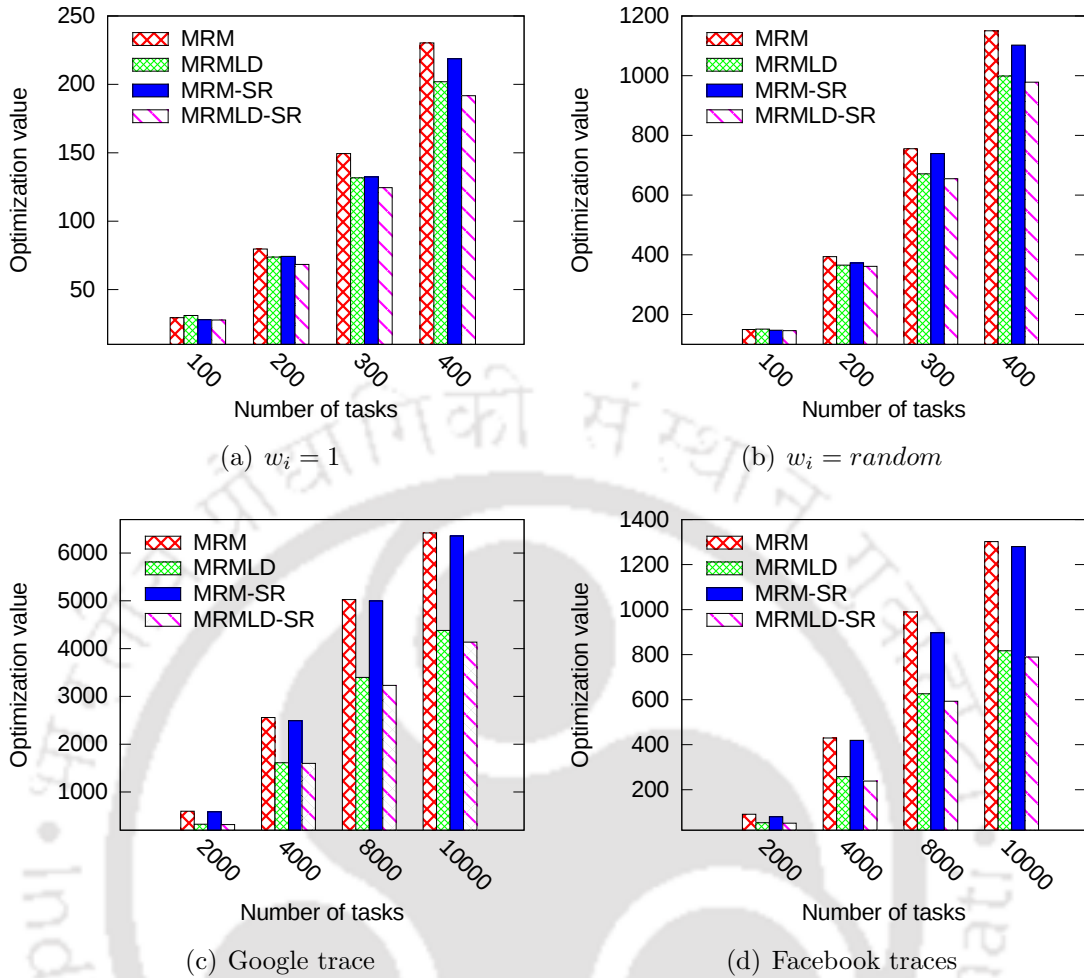 250
200
150
100
50
Optimization value
MRM
MRMLD
MRM-SR
MRMLD-SR
100
200
300
400
Number of tasks
(a) w_i = 1
1200
1000
800
600
400
200
Optimization value
MRM
MRMLD
MRM-SR
MRMLD-SR
100
200
300
400
Number of tasks
(b) w_i = random
6000
5000
4000
3000
2000
1000
Optimization value
MRM
MRMLD
MRM-SR
MRMLD-SR
2000
4000
8000
10000
Number of tasks
(c) Google trace
1400
1200
1000
800
600
400
200
Optimization value
MRM
MRMLD
MRM-SR
MRMLD-SR
2000
4000
8000
10000
Number of tasks
(d) Facebook traces